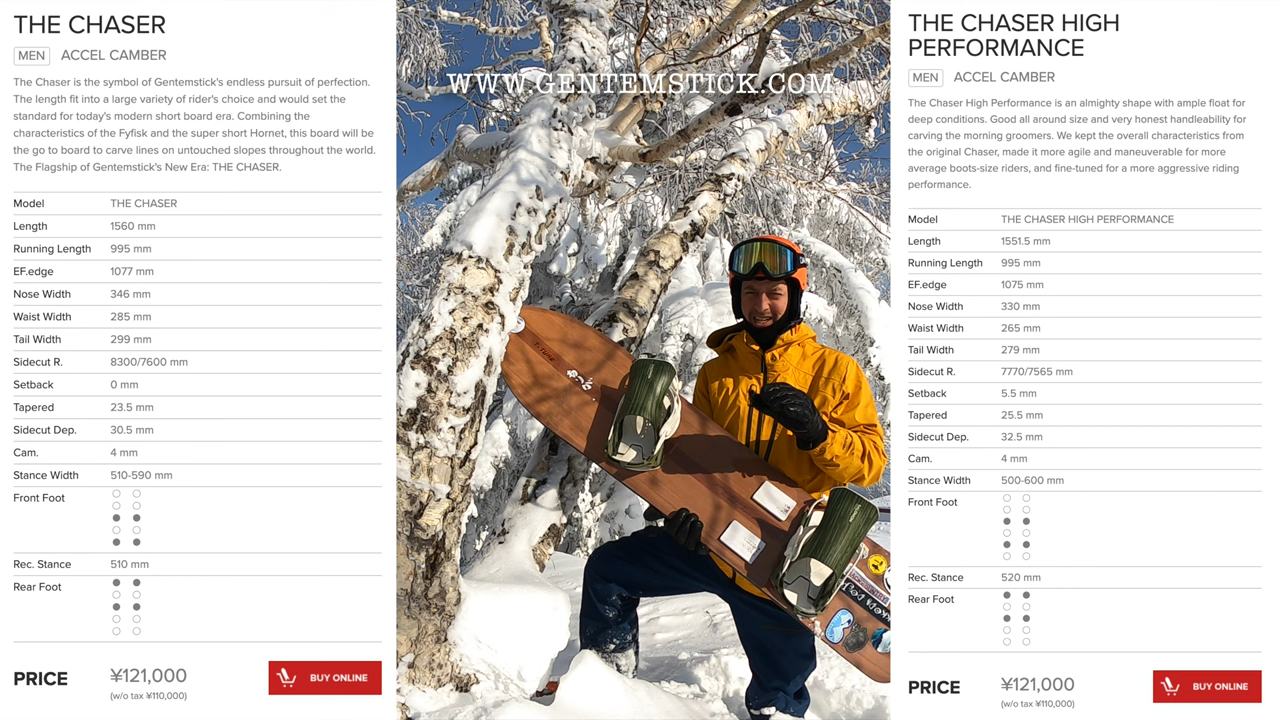 THE CHASER
MEN ACCEL CAMBER
The Chaser is the symbol of Gentemstick's endless pursuit of perfection.
The length fit into a large variety of rider's choice and would set the
standard for today's modern short board era. Combining the
characteristics of the Fyfisk and the super short Hornet, this board will be
the go to board to carve lines on untouched slopes throughout the world.
The Flagship of Gentemstick's New Era: THE CHASER.
Model THE CHASER
Length 1560 mm
Running Length 995 mm
EF.edge 1077 mm
Nose Width 346 mm
Waist Width 285 mm
Tail Width 299 mm
Sidecut R. 8300/7600 mm
Setback 0 mm
Tapered 23.5 mm
Sidecut Dep. 30.5 mm
Cam. 4 mm
Stance Width 510-590 mm
Front Foot
Rec. Stance 510 mm
Rear Foot
PRICE ¥121,000
(w/o tax ¥110,000)
BUY ONLINE
WWW.GENTEMSTICK.COM
THE CHASER HIGH
PERFORMANCE
MEN ACCEL CAMBER
The Chaser High Performance is an almighty shape with ample float for
deep conditions. Good all around size and very honest handleability for
carving the morning groomers. We kept the overall characteristics from
the original Chaser, made it more agile and maneuverable for more
average boots-size riders, and fine-tuned for a more aggressive riding
performance.
Model THE CHASER HIGH PERFORMANCE
Length 1551.5 mm
Running Length 995 mm
EF.edge 1075 mm
Nose Width 330 mm
Waist Width 265 mm
Tail Width 279 mm
Sidecut R. 7770/7565 mm
Setback 5.5 mm
Tapered 25.5 mm
Sidecut Dep. 32.5 mm
Cam. 4 mm
Stance Width 500-600 mm
Front Foot
Rec. Stance 520 mm
Rear Foot
PRICE ¥121,000
(w/o tax ¥110,000)
BUY ONLINE